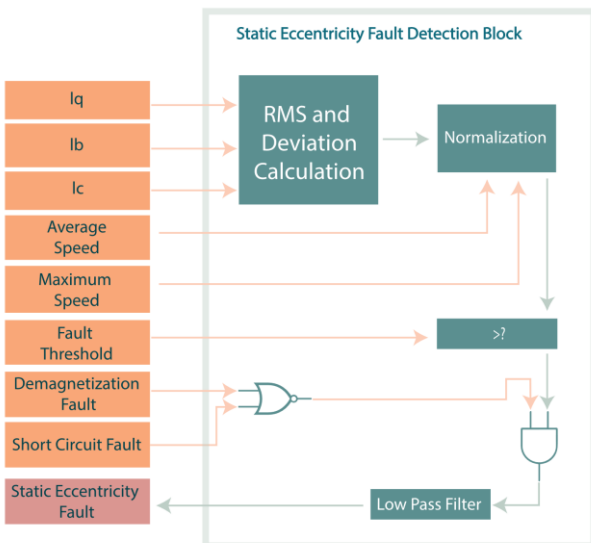 Static Eccentricity Fault Detection Block
Iq
Ib
Ic
Average
Speed
Maximum
Speed
Fault
Threshold
Demagnetization
Fault
Short Circuit Fault
Static Eccentricity
Fault
RMS and
Deviation
Calculation
Normalization
>?
Low Pass Filter